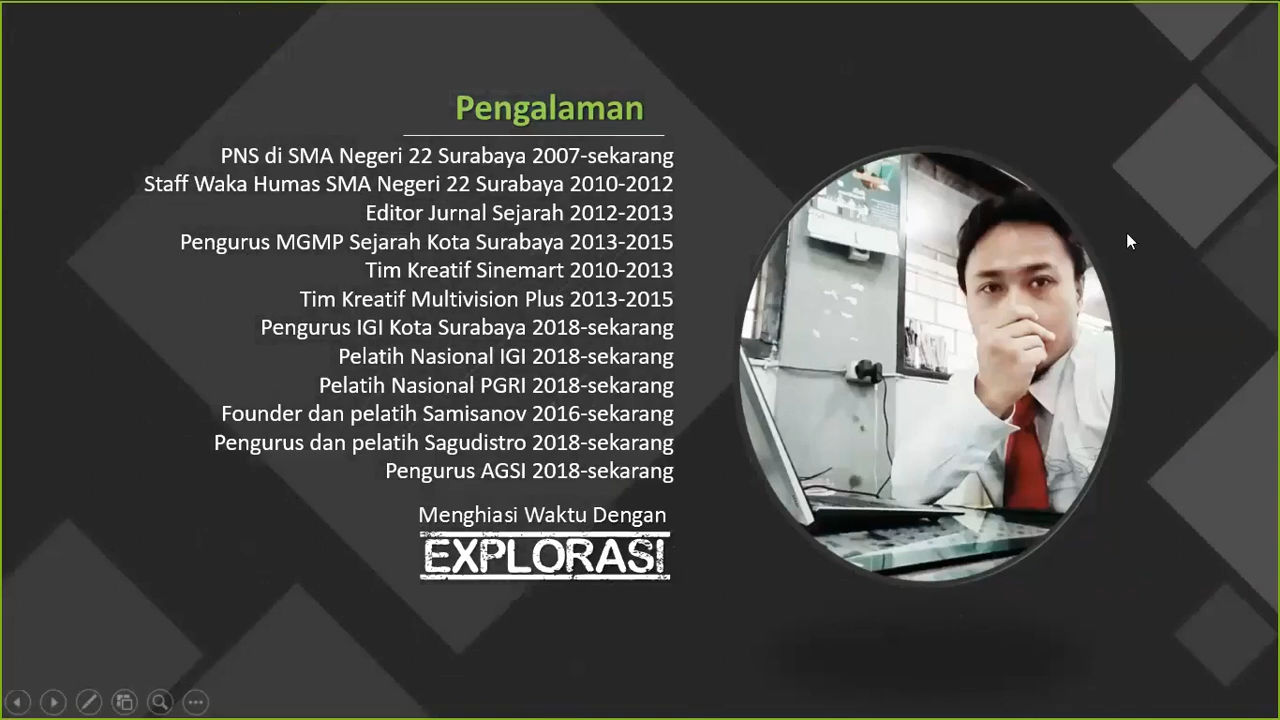 Pengalaman
PNS di SMA Negeri 22 Surabaya 2007-sekarang
Staff Waka Humas SMA Negeri 22 Surabaya 2010-2012
Editor Jurnal Sejarah 2012-2013
Pengurus MGMP Sejarah Kota Surabaya 2013-2015
Tim Kreatif Sinemart 2010-2013
Tim Kreatif Multivision Plus 2013-2015
Pengurus IGI Kota Surabaya 2018-sekarang
Pelatih Nasional IGI 2018-sekarang
Pelatih Nasional PGRI 2018-sekarang
Founder dan pelatih Samisanov 2016-sekarang
Pengurus dan pelatih Sagudistro 2018-sekarang
Pengurus AGSI 2018-sekarang
Menghiasi Waktu Dengan
EXPLORASI